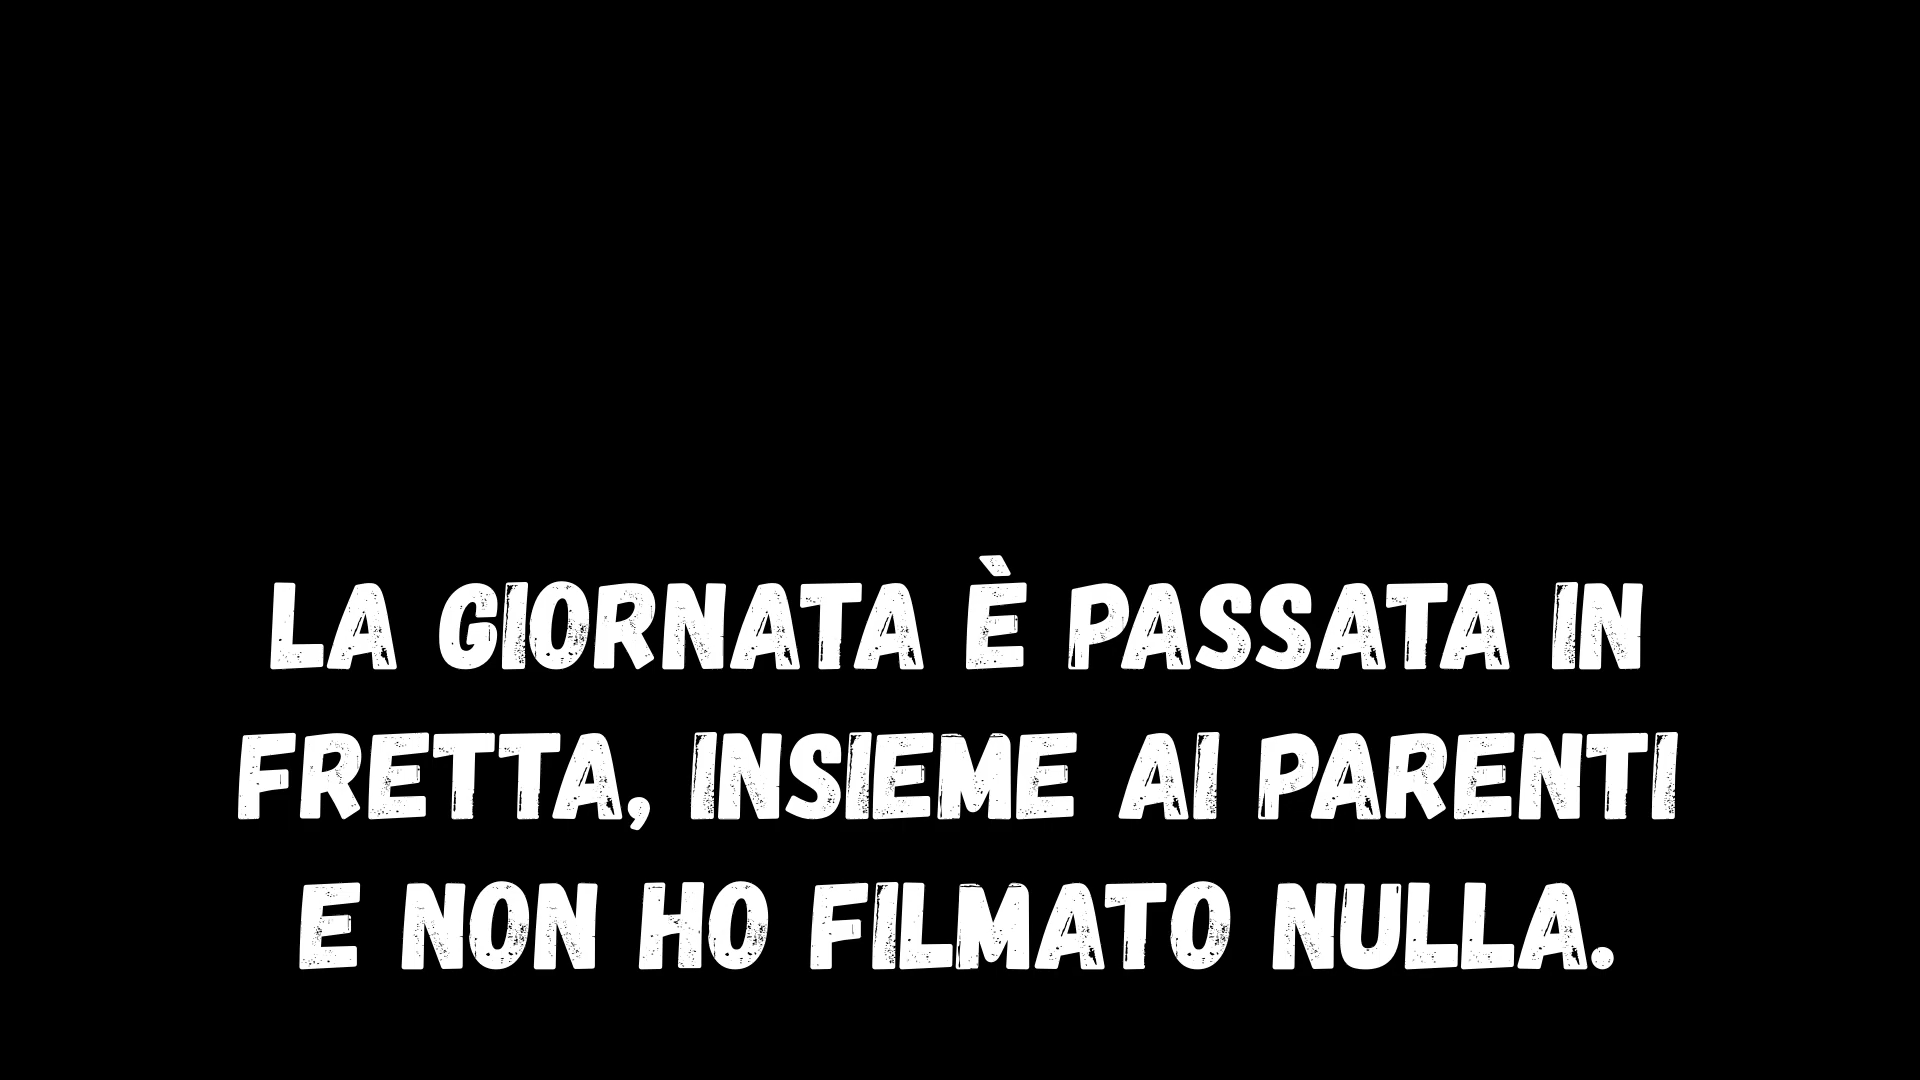 LA GIORNATA È PASSATA IN
FRETTA, INSIEME AI PARENTI
E NON HO FILMATO NULLA.